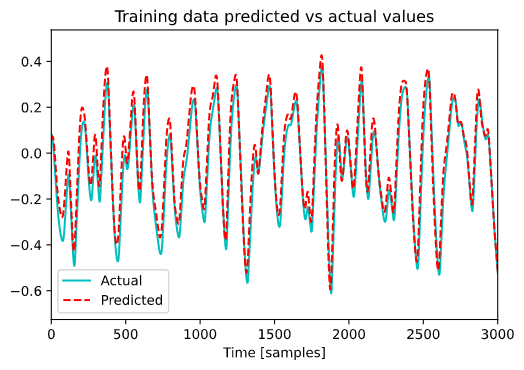 Training data predicted vs actual values
0.4
0.2
0.0
−0.2
−0.4
−0.6
Actual
Predicted
0 500 1000 1500 2000 2500 3000
Time [samples]